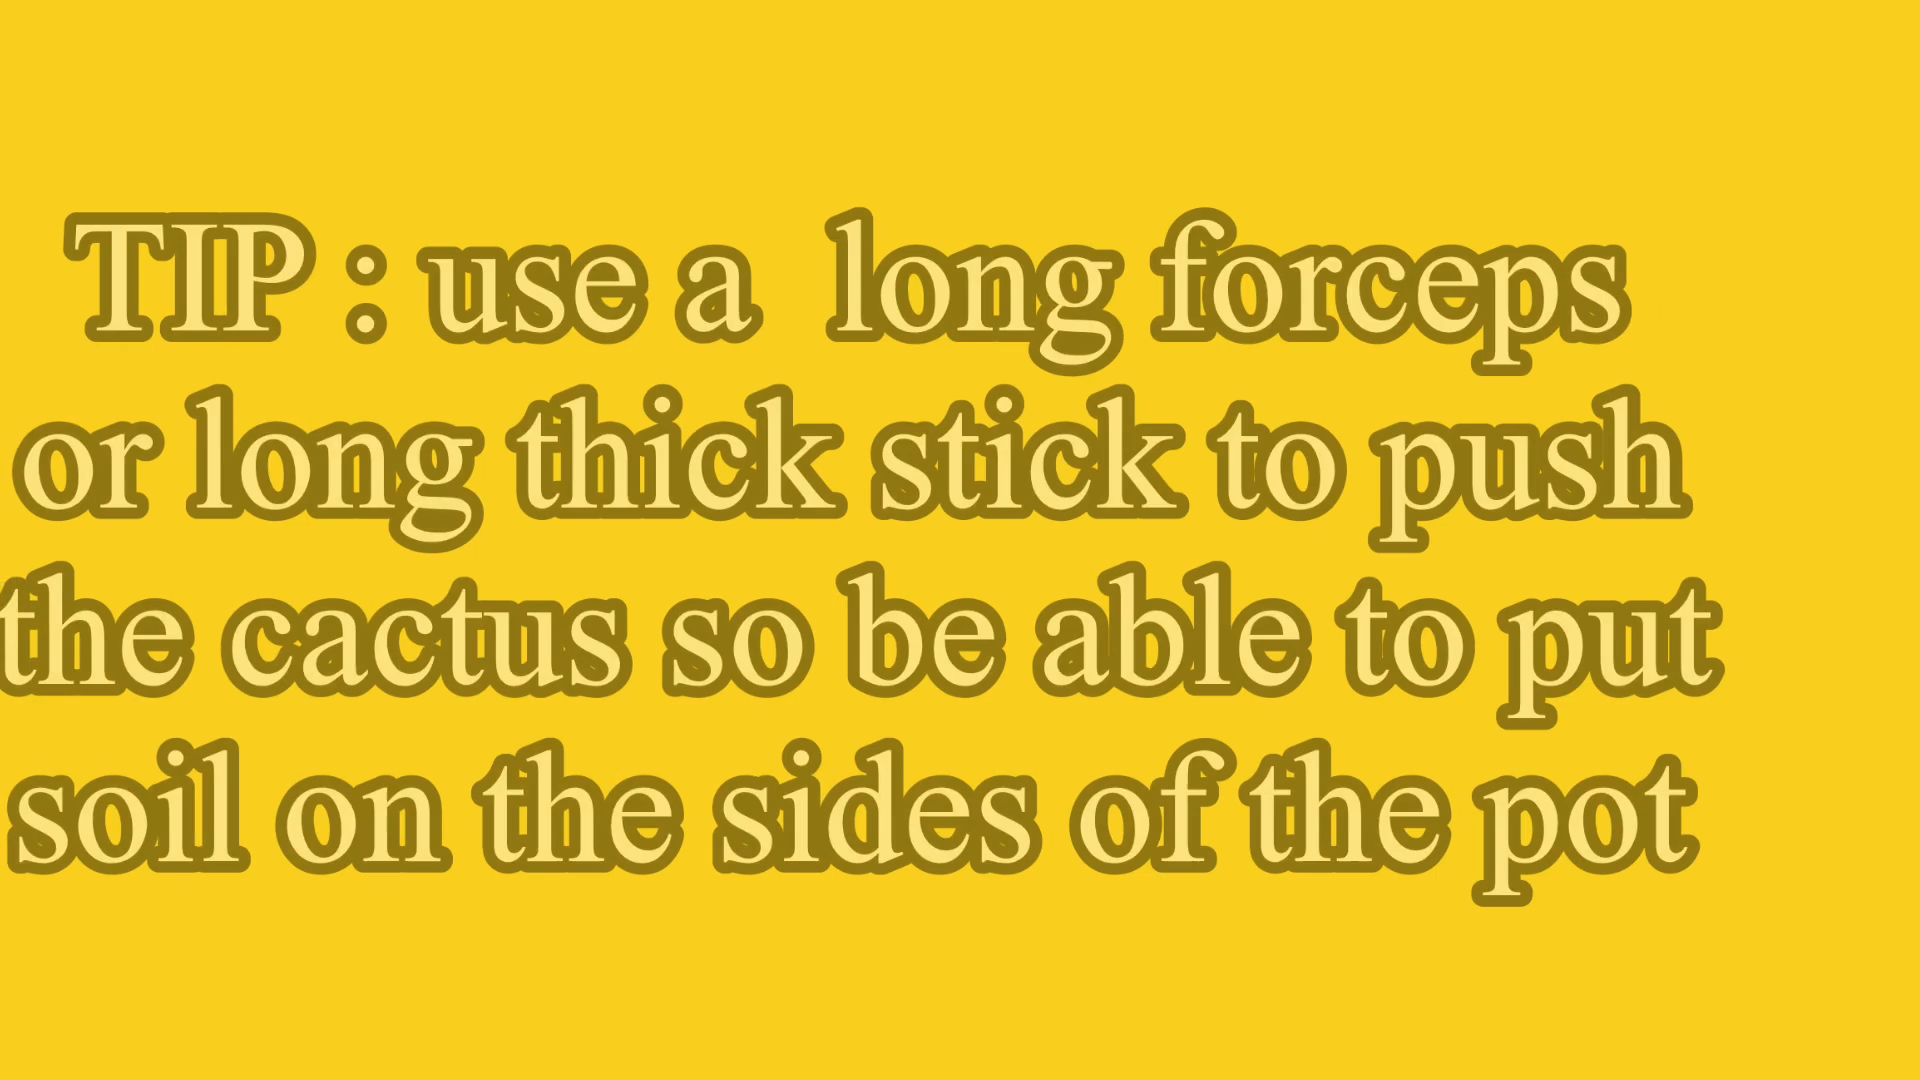 TIP : use a  long forceps
or long thick stick to push
the cactus so be able to put
soil on the sides of the pot